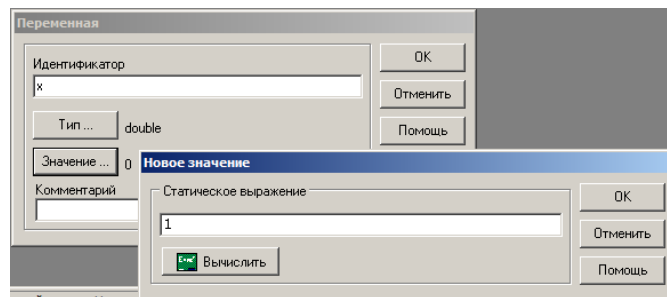 Переменная
Идентификатор
x
Тип ... double
Значение ... 0
Комментарий
OK
Отменить
Помощь
Новое значение
Статическое выражение
1
Вычислить
OK
Отменить
Помощь